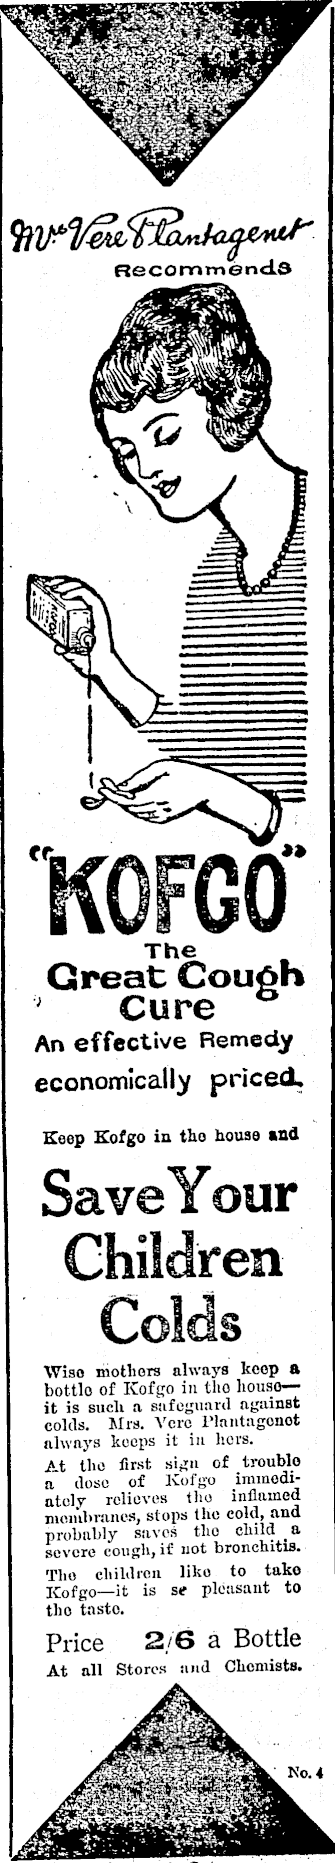 Mrs Vere Plantagenet
Recommends
"KOFGO"
The
Great Cough
Cure
An effective Remedy
economically priced.
Keep Kofgo in the house and
Save Your
Children
Colds
Wise mothers always keep a
bottle of Kofgo in the house—
it is such a safeguard against
colds. Mrs. Vere Plantagenet
always keeps it in hers.
At the first sign of trouble
a dose of Kofgo immedi-
ately relieves the inflamed
membranes, stops the cold, and
probably saves the child a
severe cough, if not bronchitis.
The children like to take
Kofgo—it is se pleasant to
the taste.
Price 2/6 a Bottle
At all Stores and Chemists.
No. 4